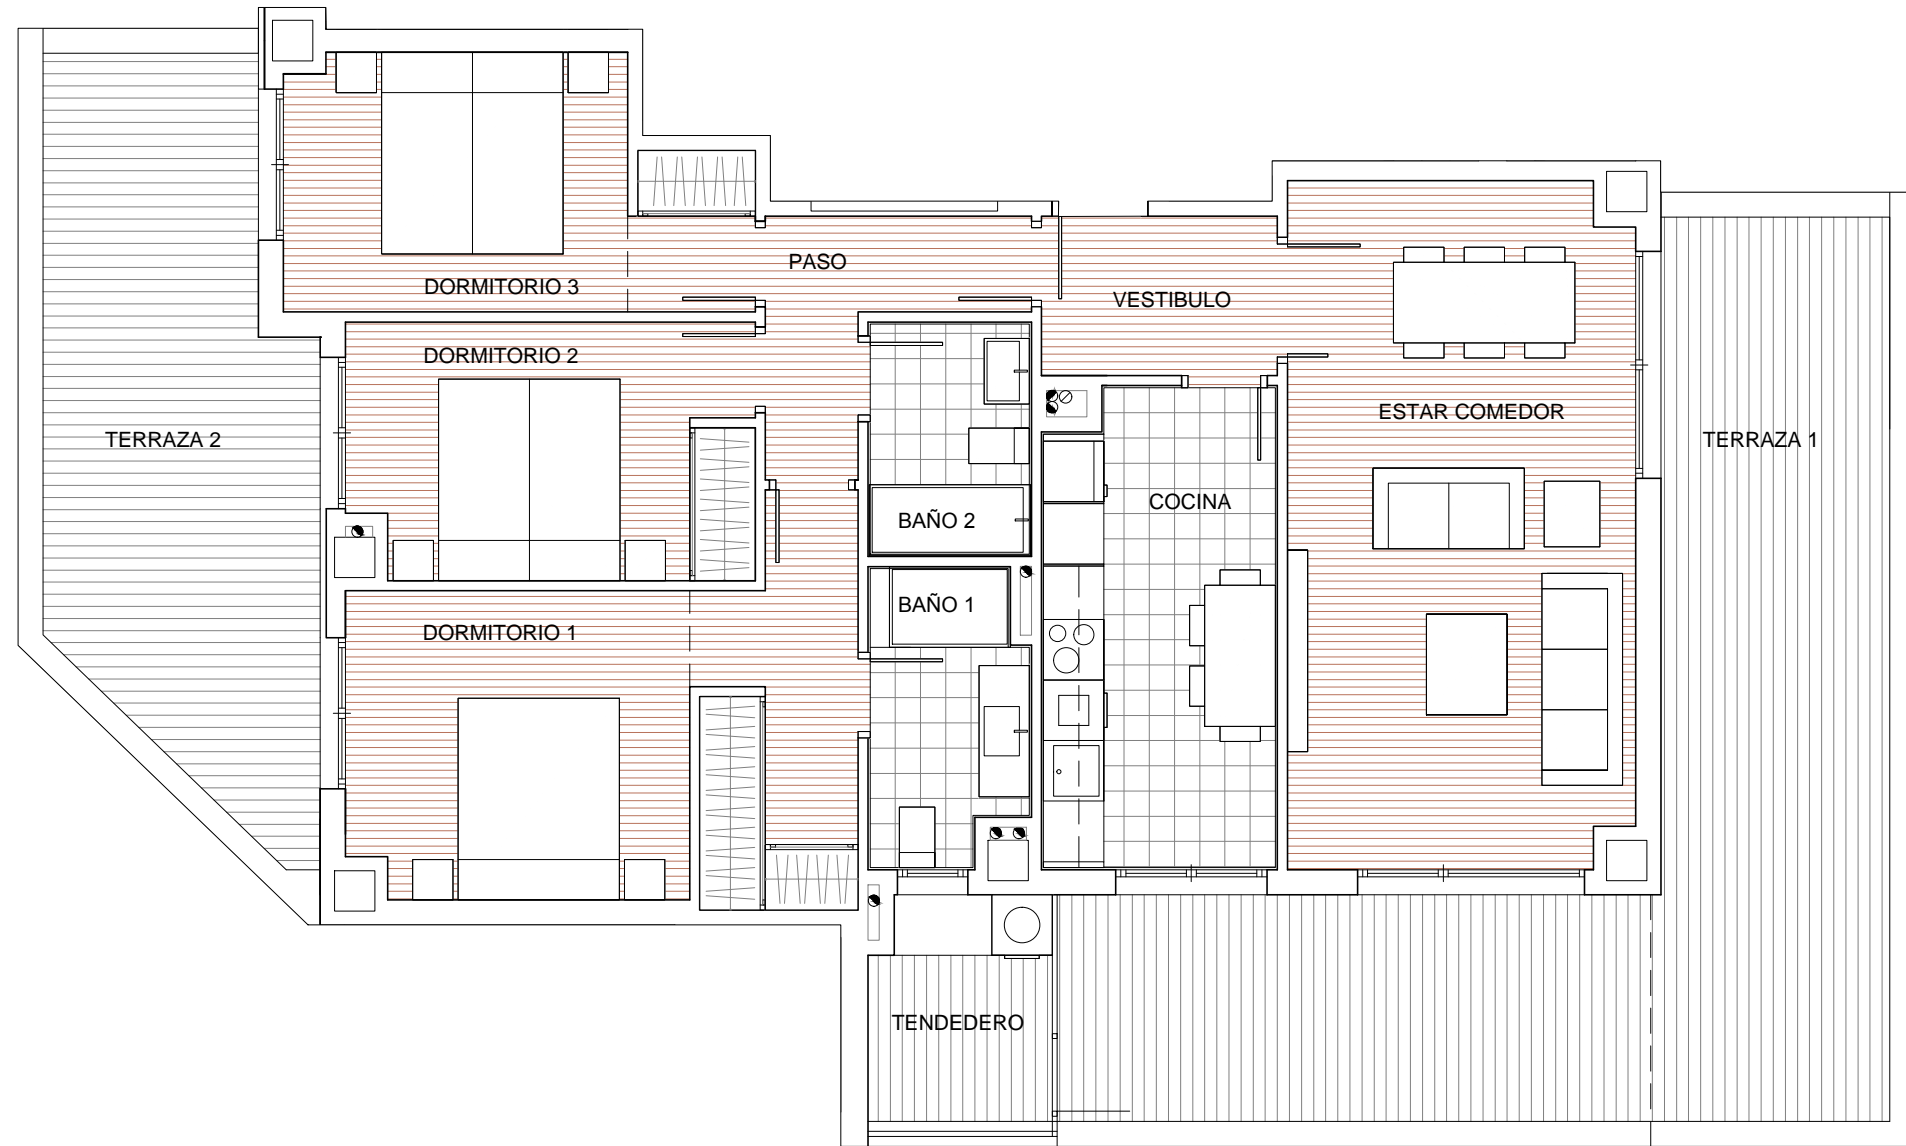 PASO
DORMITORIO 3
VESTIBULO
DORMITORIO 2
ESTAR COMEDOR
TERRAZA 2
TERRAZA 1
COCINA
BAÑO 2
BAÑO 1
DORMITORIO 1
TENDEDERO